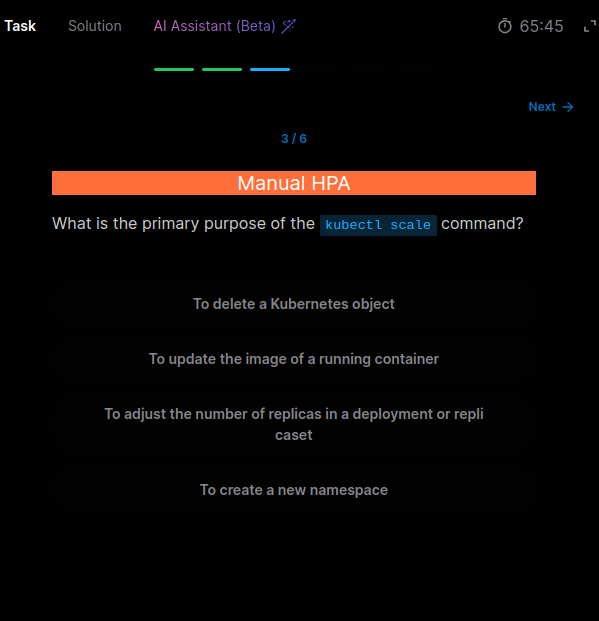 Task Solution AI Assistant (Beta) 65:45
Next →
3 / 6
Manual HPA
What is the primary purpose of the kubectl scale command?
To delete a Kubernetes object
To update the image of a running container
To adjust the number of replicas in a deployment or repli
caset
To create a new namespace